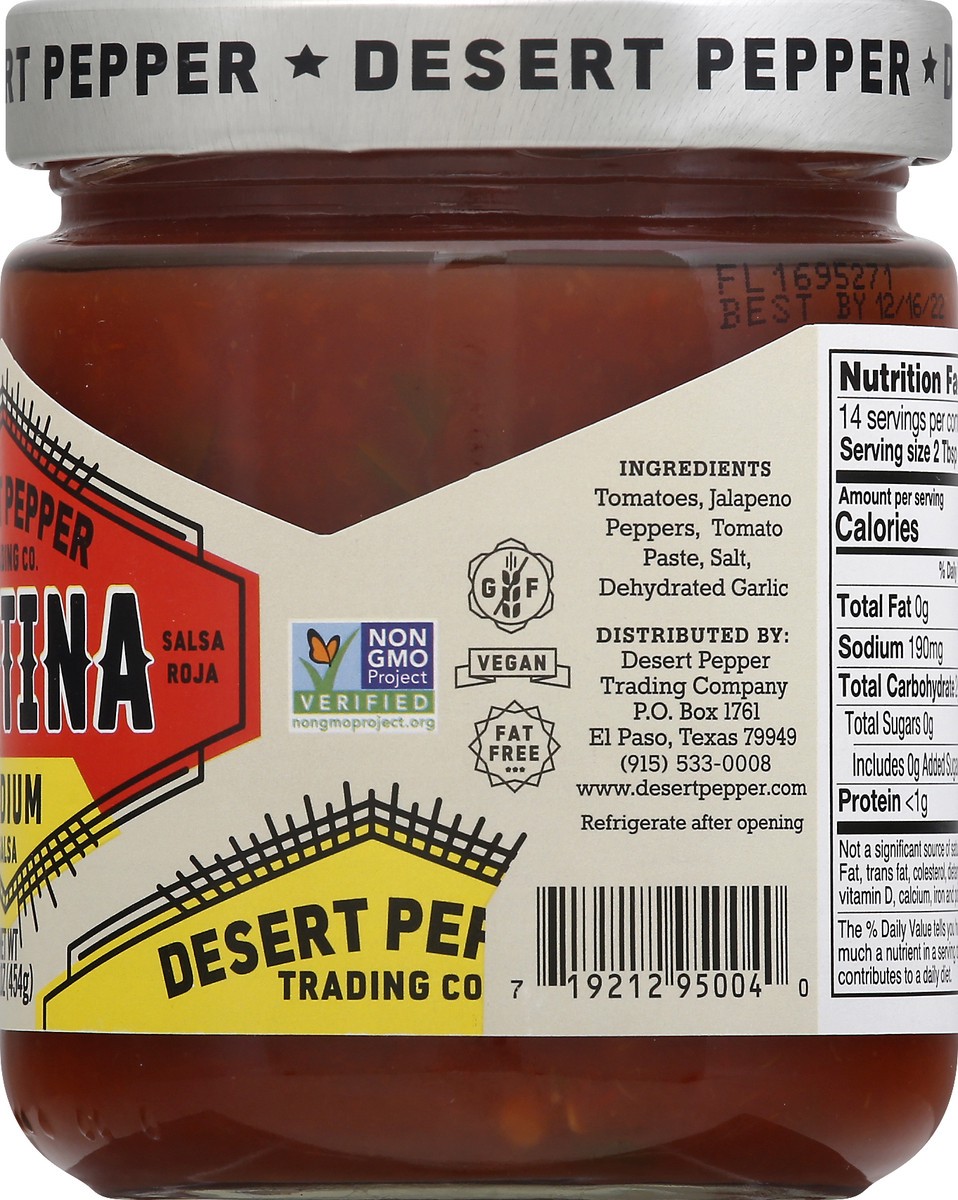 RT PEPPER ★ DESERT PEPPER ★
FL 1695271
BEST BY 12/16/22
PEPPER
ING CO.
TINA
SALSA
ROJA
DIUM
ALSA
(454g)
NON
GMO
Project
VERIFIED
nongmoproject.org
G F
VEGAN
FAT
FREE
INGREDIENTS
Tomatoes, Jalapeno
Peppers, Tomato
Paste, Salt,
Dehydrated Garlic
DISTRIBUTED BY:
Desert Pepper
Trading Company
P.O. Box 1761
El Paso, Texas 79949
(915) 533-0008
www.desertpepper.com
Refrigerate after opening
DESERT PEP
TRADING CO
7 19212 95004 0
Nutrition Fa
14 servings per con
Serving size 2 Tbsp
Amount per serving
Calories
% Daily
Total Fat 0g
Sodium 190mg
Total Carbohydrate
Total Sugars 0g
Includes 0g Added Suga
Protein <1g
Not a significant source of
Fat, trans fat, colesterol,
vitamin D, calcium, iron and
The % Daily Value tells you
much a nutrient in a serving
contributes to a daily diet.